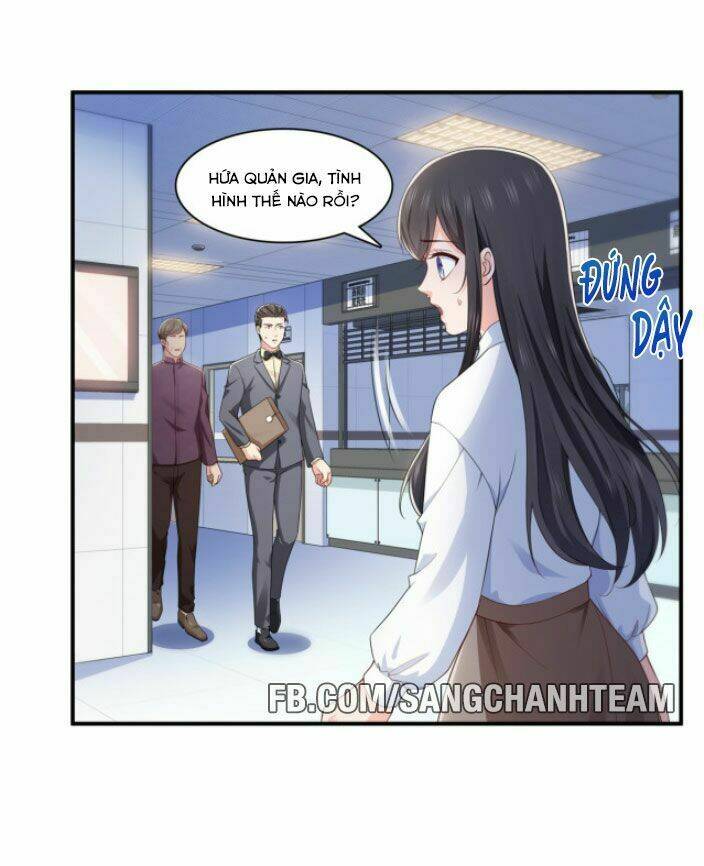 HỨA QUẢN GIA, TÌNH
HÌNH THẾ NÀO RỒI?
ĐỨNG
DẬY
FB.COM/SANGCHANHTEAM